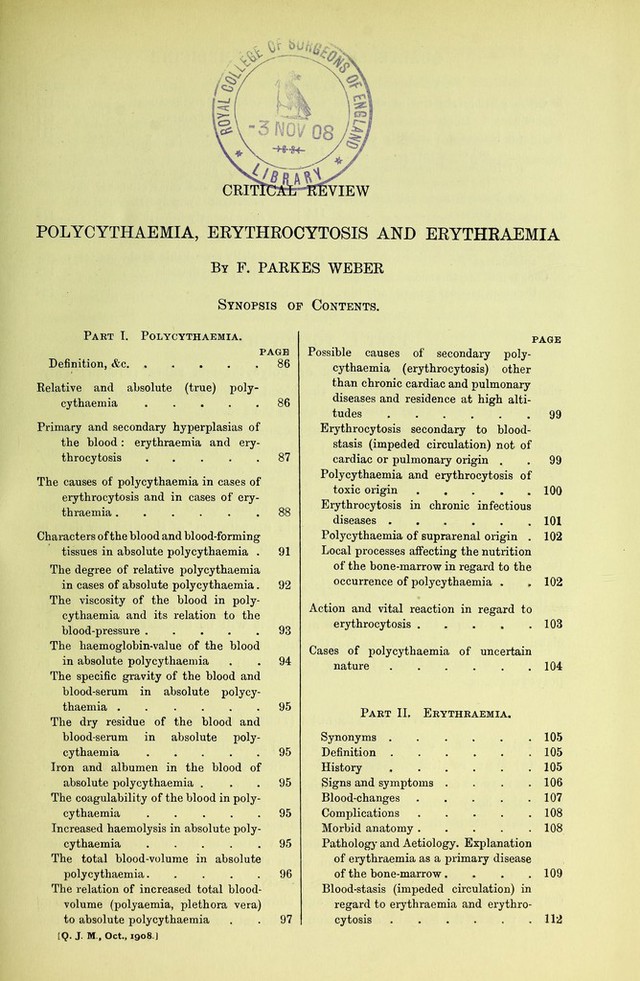 ROYAL COLLEGE OF SURGEONS OF ENGLAND
-3 NOV 08
* LIBRARY *
CRITICAL REVIEW
POLYCYTHAEMIA, ERYTHROCYTOSIS AND ERYTHRAEMIA
BY F. PARKES WEBER
SYNOPSIS OF CONTENTS.
PART I. POLYCYTHAEMIA.
PAGE
Definition, &c. . . . . . 86
Relative and absolute (true) poly-
cythaemia . . . . . 86
Primary and secondary hyperplasias of
the blood : erythraemia and ery-
throcytosis . . . . . 87
The causes of polycythaemia in cases of
erythrocytosis and in cases of ery-
thraemia . . . . . . 88
Characters of the blood and blood-forming
tissues in absolute polycythaemia . 91
The degree of relative polycythaemia
in cases of absolute polycythaemia . 92
The viscosity of the blood in poly-
cythaemia and its relation to the
blood-pressure . . . . . 93
The haemoglobin-value of the blood
in absolute polycythaemia . . 94
The specific gravity of the blood and
blood-serum in absolute polycy-
thaemia . . . . . . 95
The dry residue of the blood and
blood-serum in absolute poly-
cythaemia . . . . . 95
Iron and albumen in the blood of
absolute polycythaemia . . . 95
The coagulability of the blood in poly-
cythaemia . . . . . 95
Increased haemolysis in absolute poly-
cythaemia . . . . . 95
The total blood-volume in absolute
polycythaemia . . . . . 96
The relation of increased total blood-
volume (polyaemia, plethora vera)
to absolute polycythaemia . . 97
[Q. J. M., Oct., 1908.]
PAGE
Possible causes of secondary poly-
cythaemia (erythrocytosis) other
than chronic cardiac and pulmonary
diseases and residence at high alti-
tudes . . . . . . 99
Erythrocytosis secondary to blood-
stasis (impeded circulation) not of
cardiac or pulmonary origin . . 99
Polycythaemia and erythrocytosis of
toxic origin . . . . . 100
Erythrocytosis in chronic infectious
diseases . . . . . . 101
Polycythaemia of suprarenal origin . 102
Local processes affecting the nutrition
of the bone-marrow in regard to the
occurrence of polycythaemia . . 102
Action and vital reaction in regard to
erythrocytosis . . . . . 103
Cases of polycythaemia of uncertain
nature . . . . . . 104
PART II. ERYTHRAEMIA.
Synonyms . . . . . . 105
Definition . . . . . . 105
History . . . . . . 105
Signs and symptoms . . . . 106
Blood-changes . . . . . 107
Complications . . . . . 108
Morbid anatomy . . . . . 108
Pathology and Aetiology. Explanation
of erythraemia as a primary disease
of the bone-marrow . . . . 109
Blood-stasis (impeded circulation) in
regard to erythraemia and erythro-
cytosis . . . . . . 112